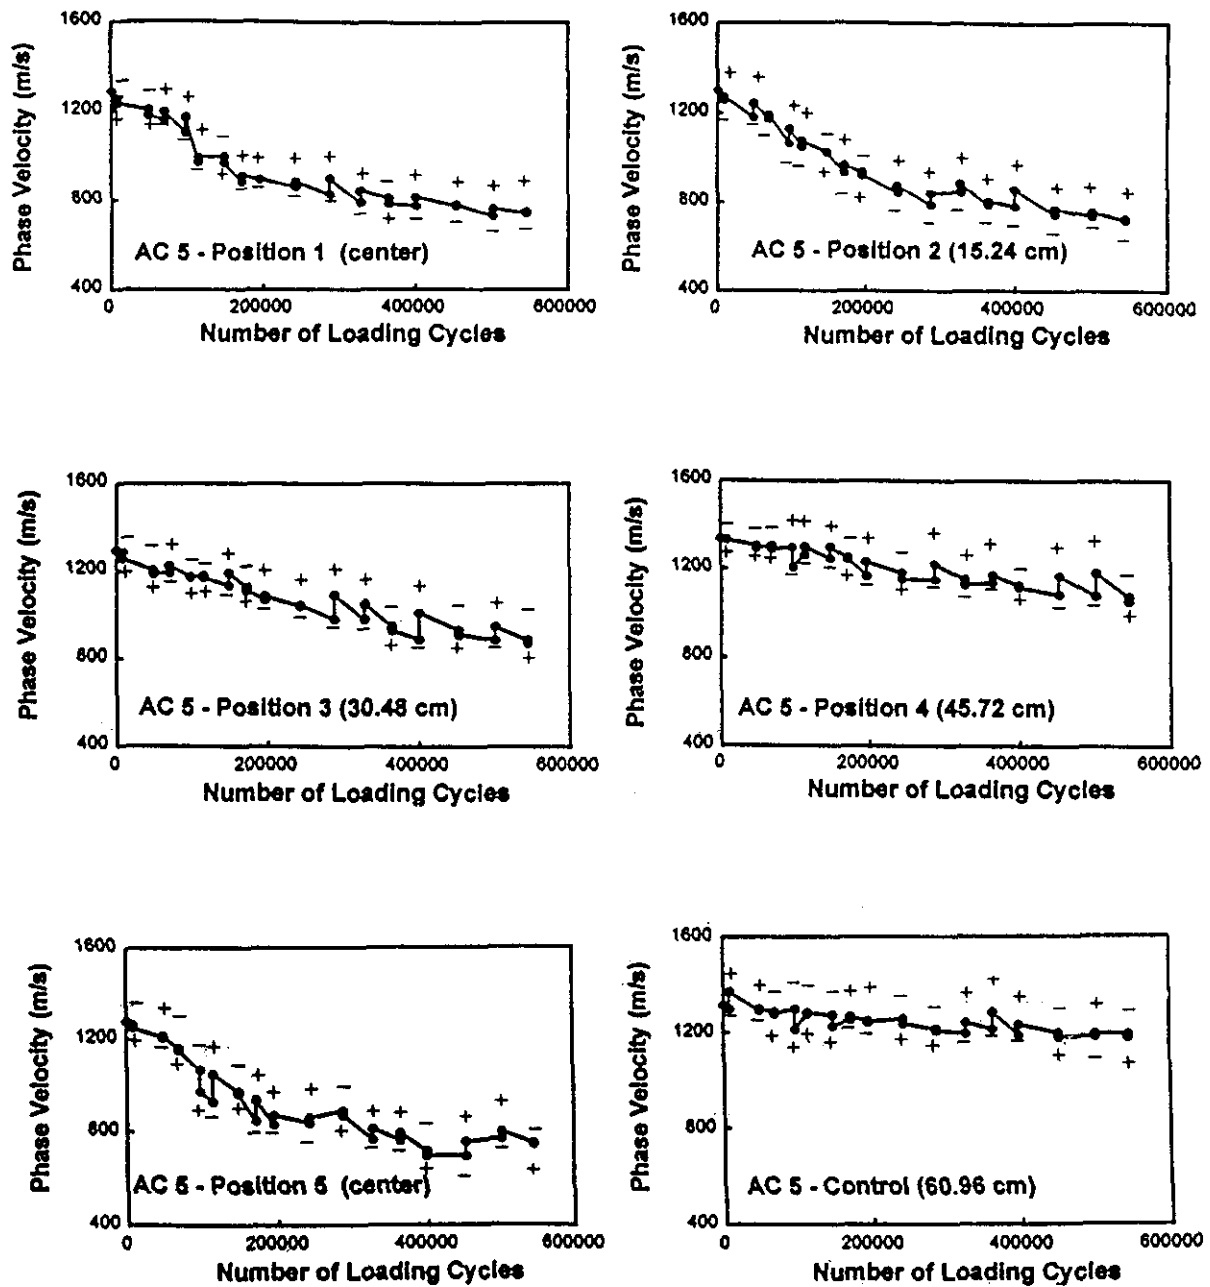 1600
1200
800
400
Phase Velocity (m/s)
AC 5 - Position 1 (center)
0 200000 400000 600000
Number of Loading Cycles
1600
1200
800
400
Phase Velocity (m/s)
AC 5 - Position 2 (15.24 cm)
0 200000 400000 600000
Number of Loading Cycles
1600
1200
800
400
Phase Velocity (m/s)
AC 5 - Position 3 (30.48 cm)
0 200000 400000 600000
Number of Loading Cycles
1600
1200
800
400
Phase Velocity (m/s)
AC 5 - Position 4 (45.72 cm)
0 200000 400000 600000
Number of Loading Cycles
1600
1200
800
400
Phase Velocity (m/s)
AC 5 - Position 5 (center)
0 200000 400000 600000
Number of Loading Cycles
1600
1200
800
400
Phase Velocity (m/s)
AC 5 - Control (60.96 cm)
0 200000 400000 600000
Number of Loading Cycles